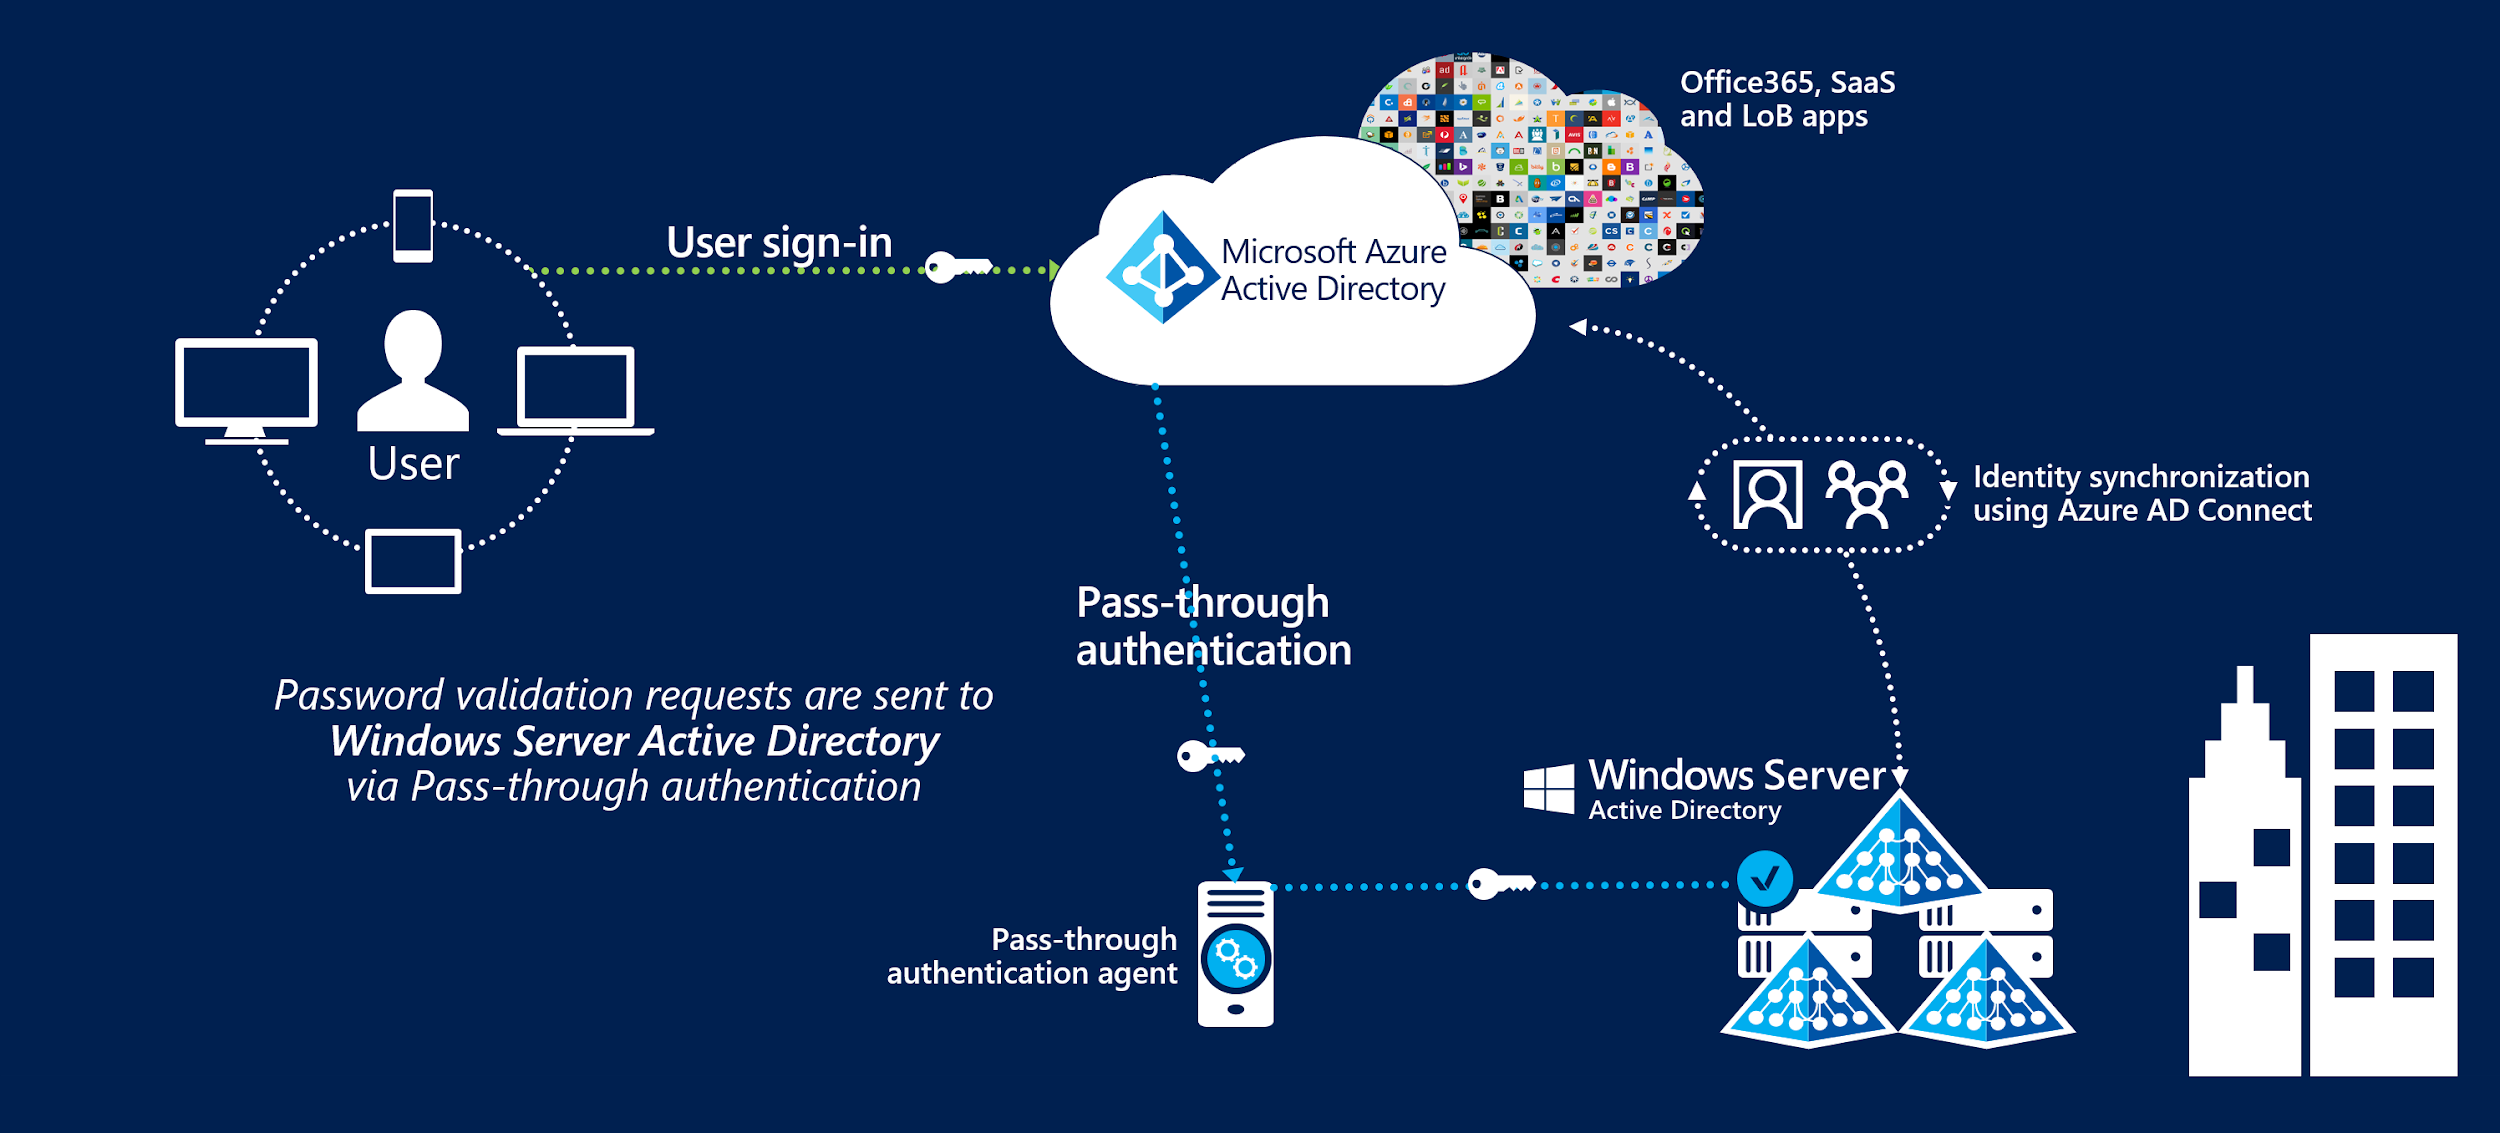 Office365, SaaS
and LoB apps
User sign-in
Microsoft Azure
Active Directory
User
Identity synchronization
using Azure AD Connect
Pass-through
authentication
Password validation requests are sent to
Windows Server Active Directory
via Pass-through authentication
Windows Server
Active Directory
Pass-through
authentication agent